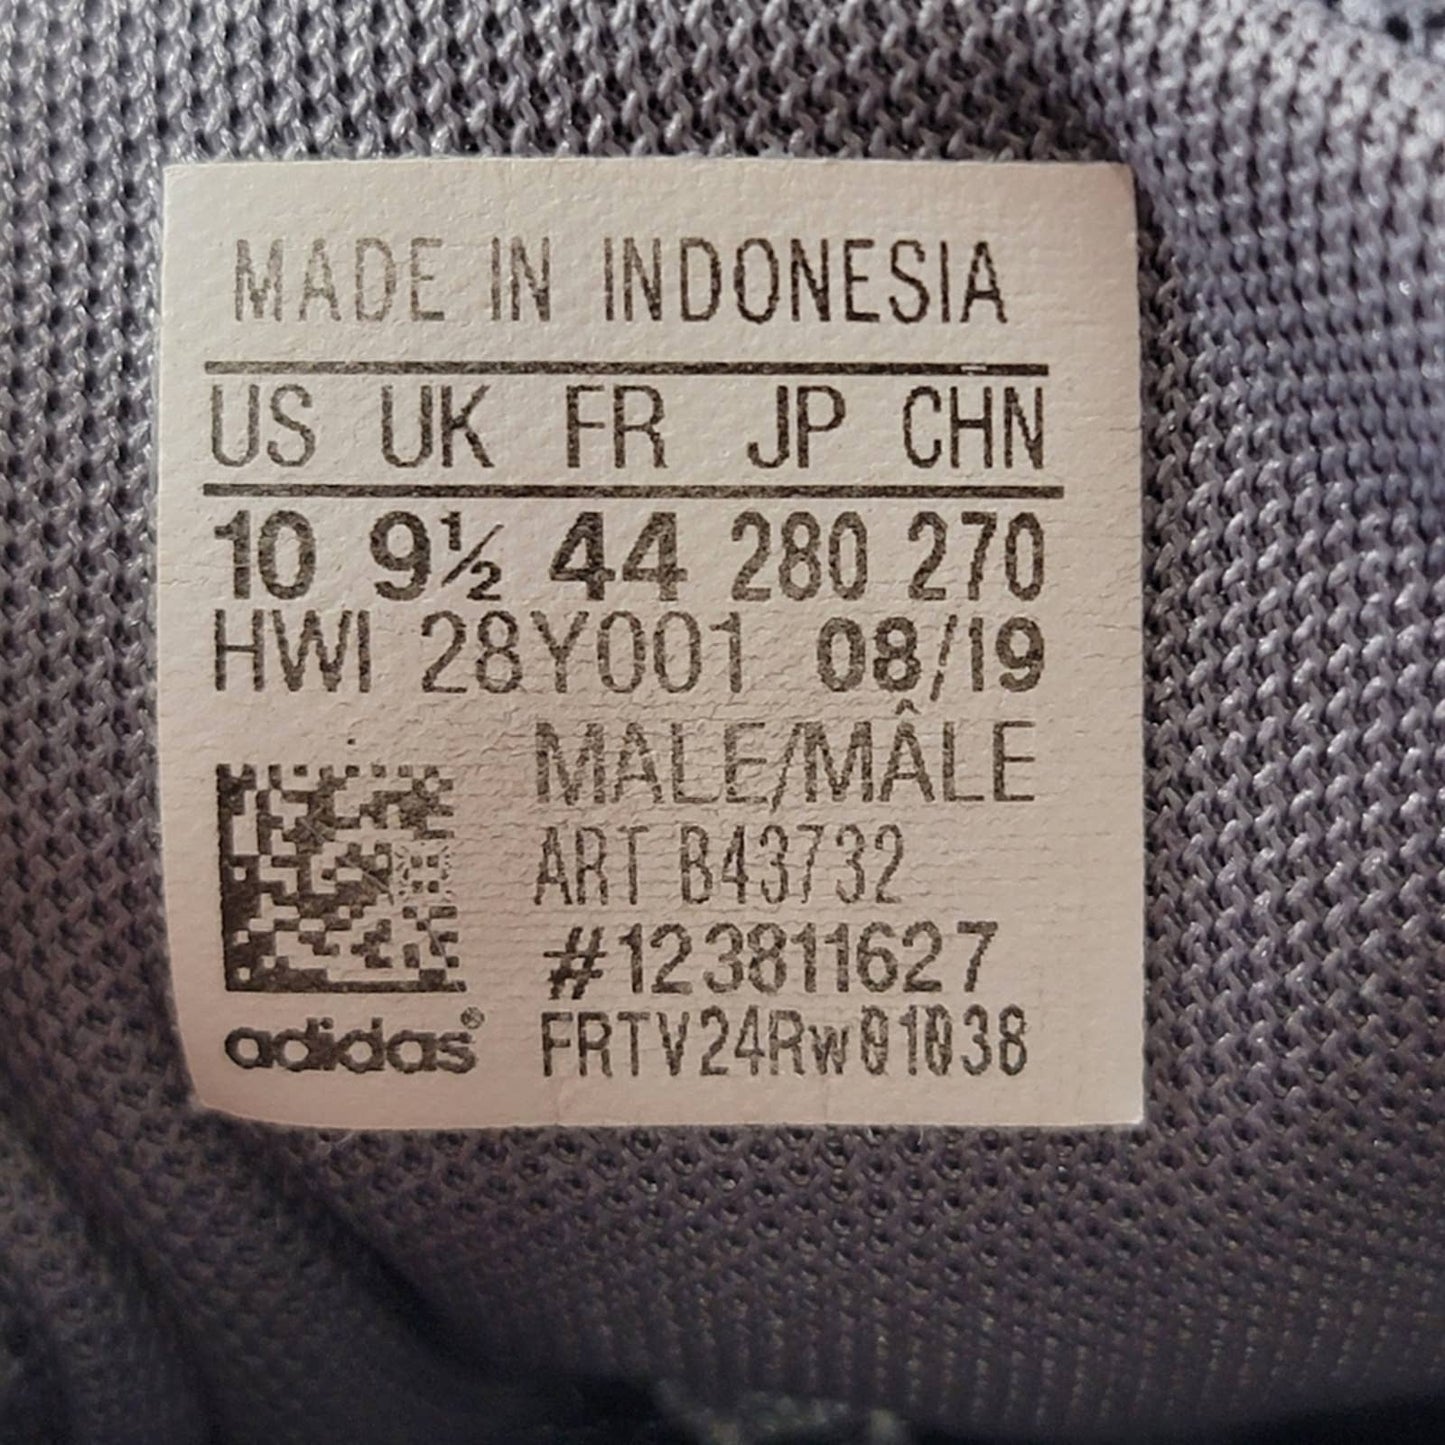 MADE IN INDONESIA
US UK FR JP CHN
10 9½ 44 280 270
HWI 28Y001 08/19
MALE/MÂLE
ART B43732
#123811627
adidas® FRTV24Rw01038